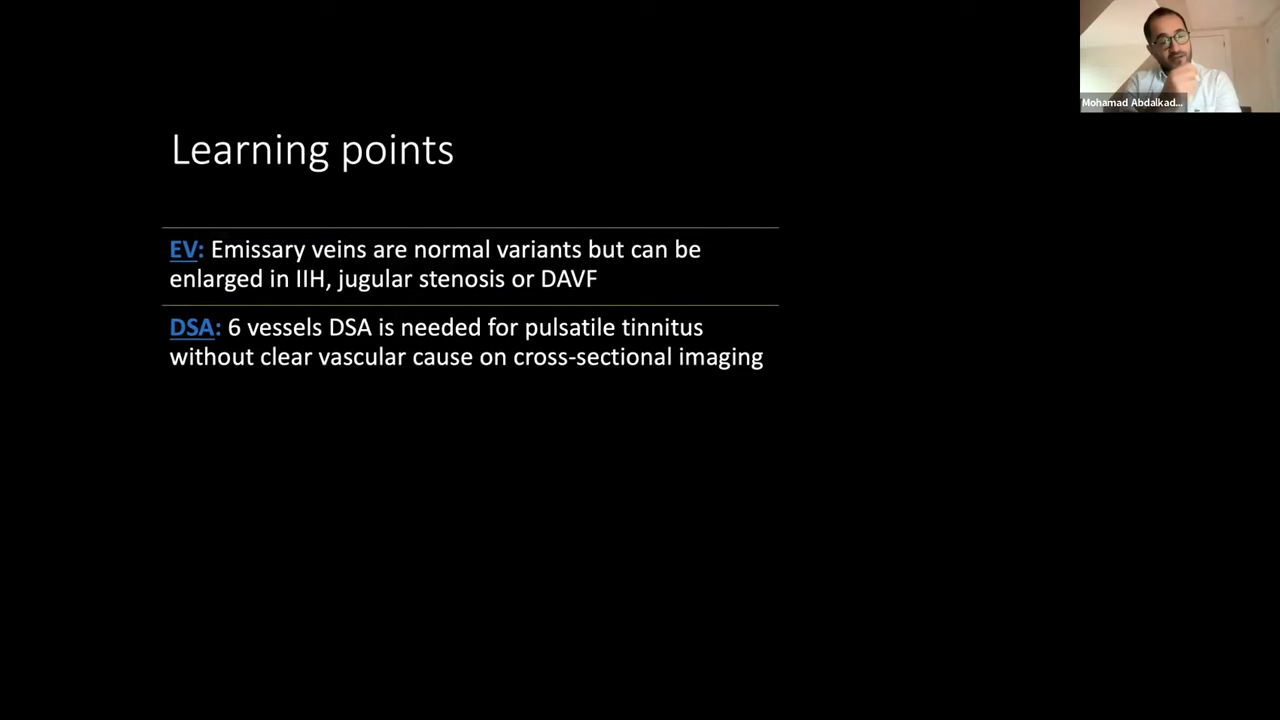 Mohamad Abdalkad...
Learning points
EV: Emissary veins are normal variants but can be
enlarged in IIH, jugular stenosis or DAVF
DSA: 6 vessels DSA is needed for pulsatile tinnitus
without clear vascular cause on cross-sectional imaging